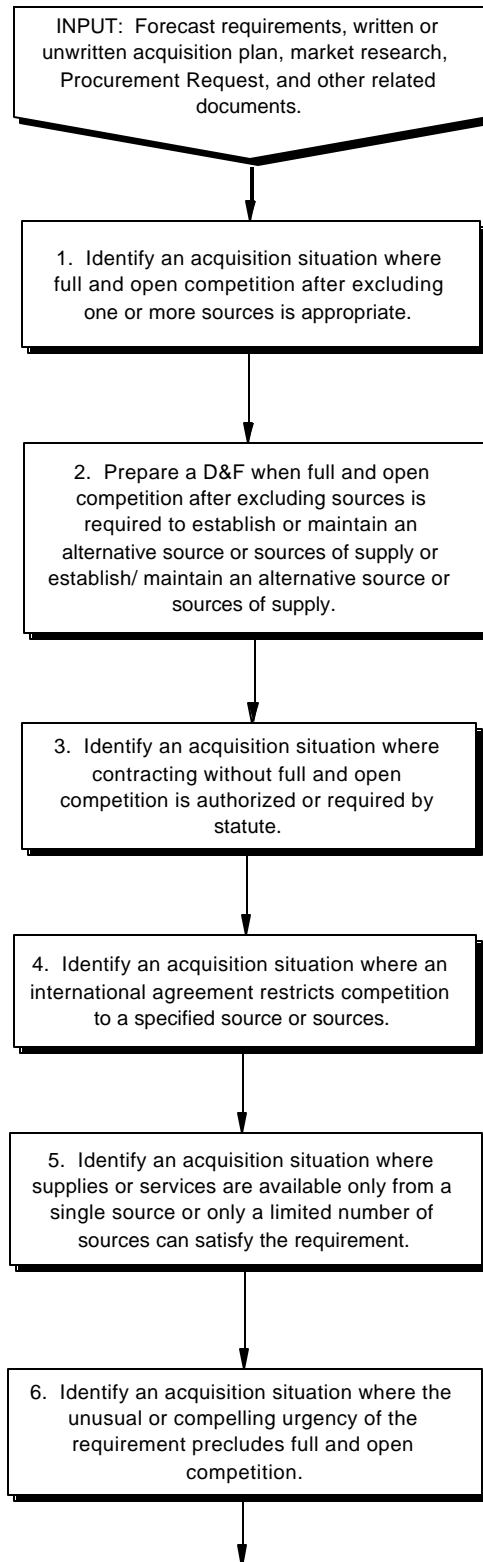 INPUT:  Forecast requirements, written or
unwritten acquisition plan, market research,
Procurement Request, and other related
documents.
1.  Identify an acquisition situation where
full and open competition after excluding
one or more sources is appropriate.
2.  Prepare a D&F when full and open
competition after excluding sources is
required to establish or maintain an
alternative source or sources of supply or
establish/ maintain an alternative source or
sources of supply.
3.  Identify an acquisition situation where
contracting without full and open
competition is authorized or required by
statute.
4.  Identify an acquisition situation where an
international agreement restricts competition
to a specified source or sources.
5.  Identify an acquisition situation where
supplies or services are available only from a
single source or only a limited number of
sources can satisfy the requirement.
6.  Identify an acquisition situation where the
unusual or compelling urgency of the
requirement precludes full and open
competition.